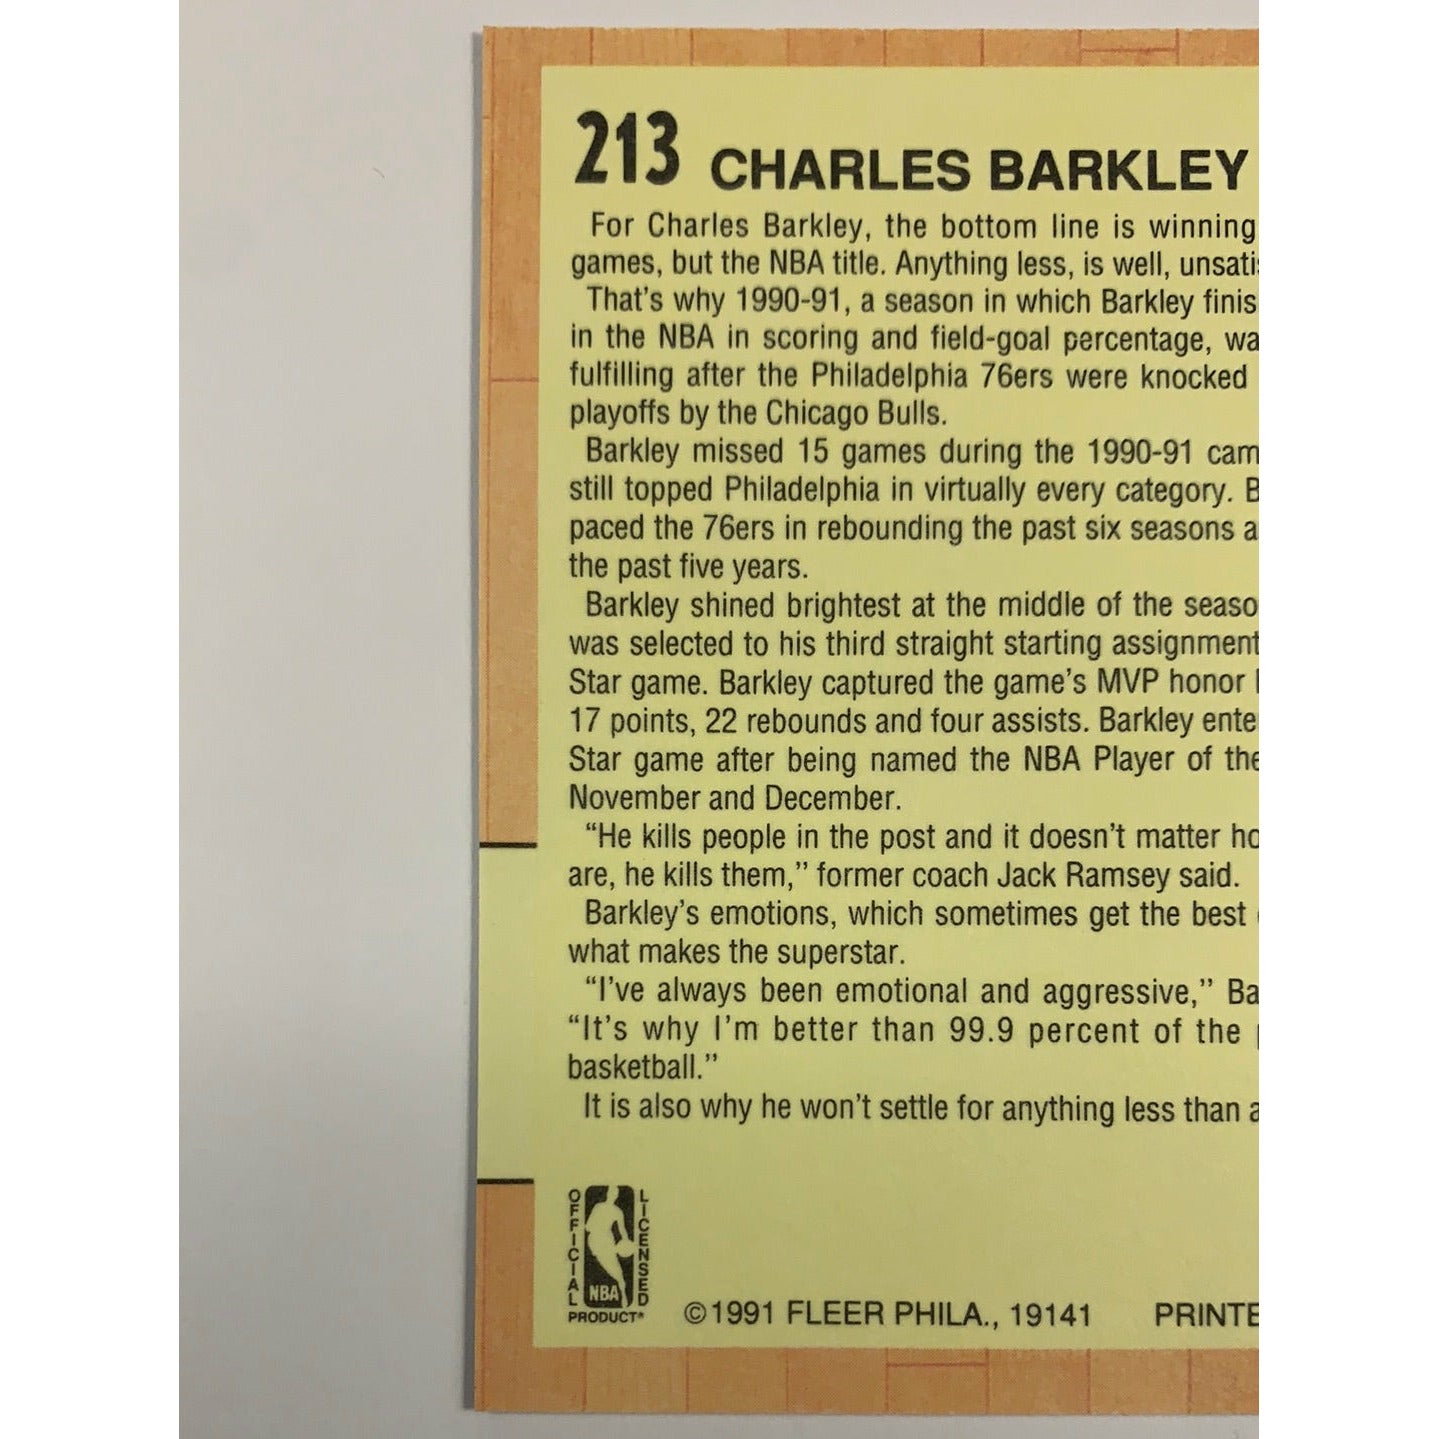 213 CHARLES BARKLEY
For Charles Barkley, the bottom line is winning
games, but the NBA title. Anything less, is well,
That's why 1990-91, a season in which Barkley
in the NBA in scoring and field-goal percentage,
fulfilling after the Philadelphia 76ers were knocked
playoffs by the Chicago Bulls.
Barkley missed 15 games during the 1990-91
still topped Philadelphia in virtually every category.
paced the 76ers in rebounding the past six seasons
the past five years.
Barkley shined brightest at the middle of the
was selected to his third straight starting assignment
Star game. Barkley captured the game's MVP honor
17 points, 22 rebounds and four assists. Barkley
Star game after being named the NBA Player of the
November and December.
“He kills people in the post and it doesn't matter
are, he kills them,” former coach Jack Ramsey said.
Barkley's emotions, which sometimes get the best
what makes the superstar.
“I've always been emotional and aggressive,”
“It's why I'm better than 99.9 percent of the
basketball.”
It is also why he won't settle for anything less than
OFFICIAL LICENSED
NBA
PRODUCT®
©1991 FLEER PHILA., 19141 PRINTE